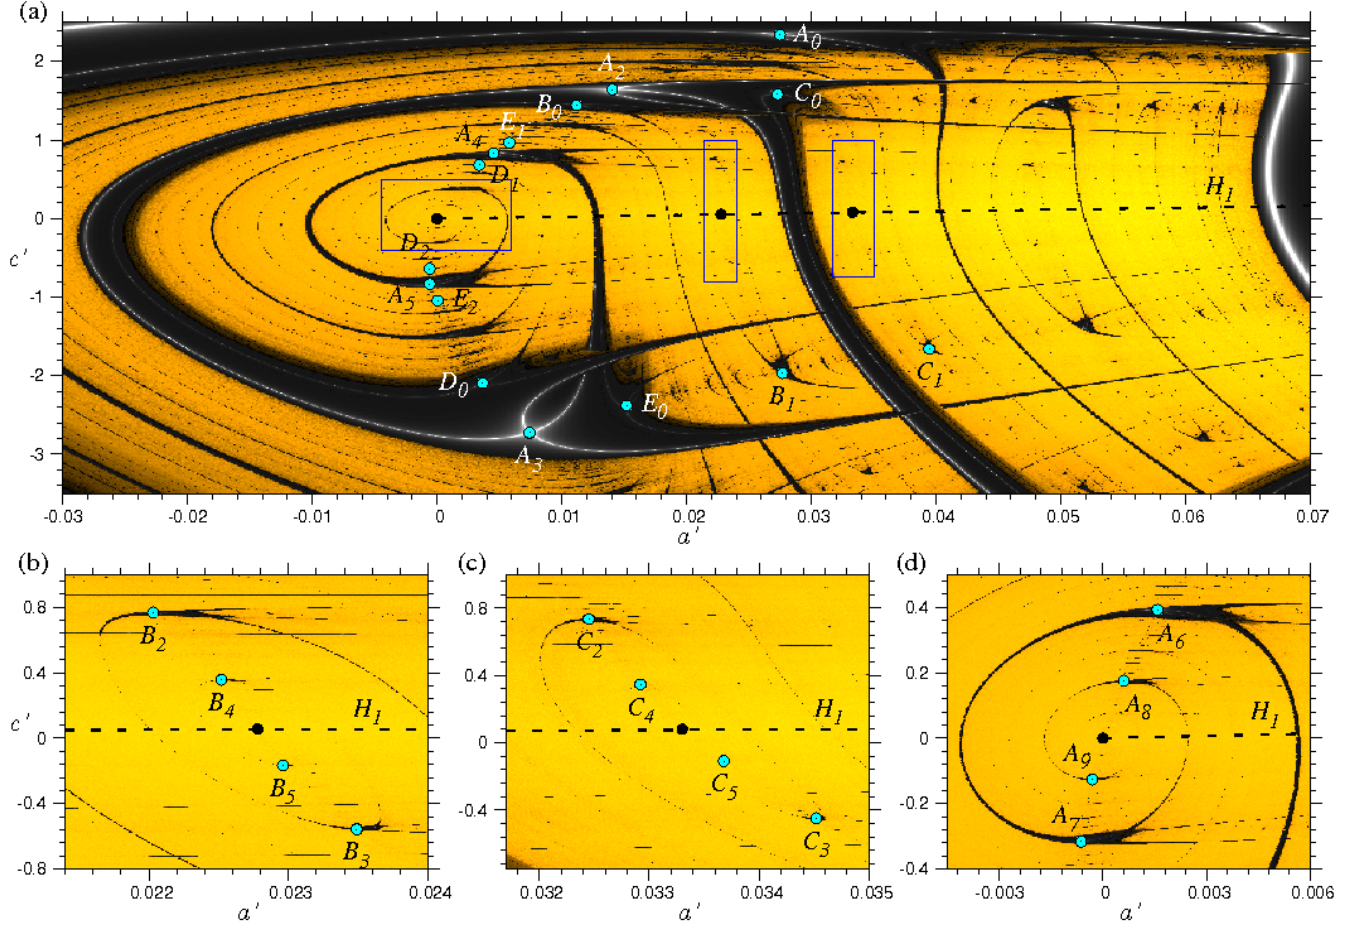 (a)
A0
2
A2
C0
B0
E1
1
A4
D1
H1
0
c'
D2
-1
A5 E2
-2
D0 E0 B1 C1
-3
A3
-0.03 -0.02 -0.01 0 0.01 0.02 0.03 0.04 0.05 0.06 0.07
a'
(b)
0.8
B2
0.4
B4
H1
c'
0
B5
-0.4
B3
-0.8
0.022 0.023 0.024
a'
(c)
0.8
C2
0.4
C4
H1
0
C5
-0.4
C3
0.032 0.033 0.034 0.035
a'
(d)
0.4
A6
0.2
A8
H1
0
A9
-0.2
A7
-0.4
-0.003 0 0.003 0.006
a'